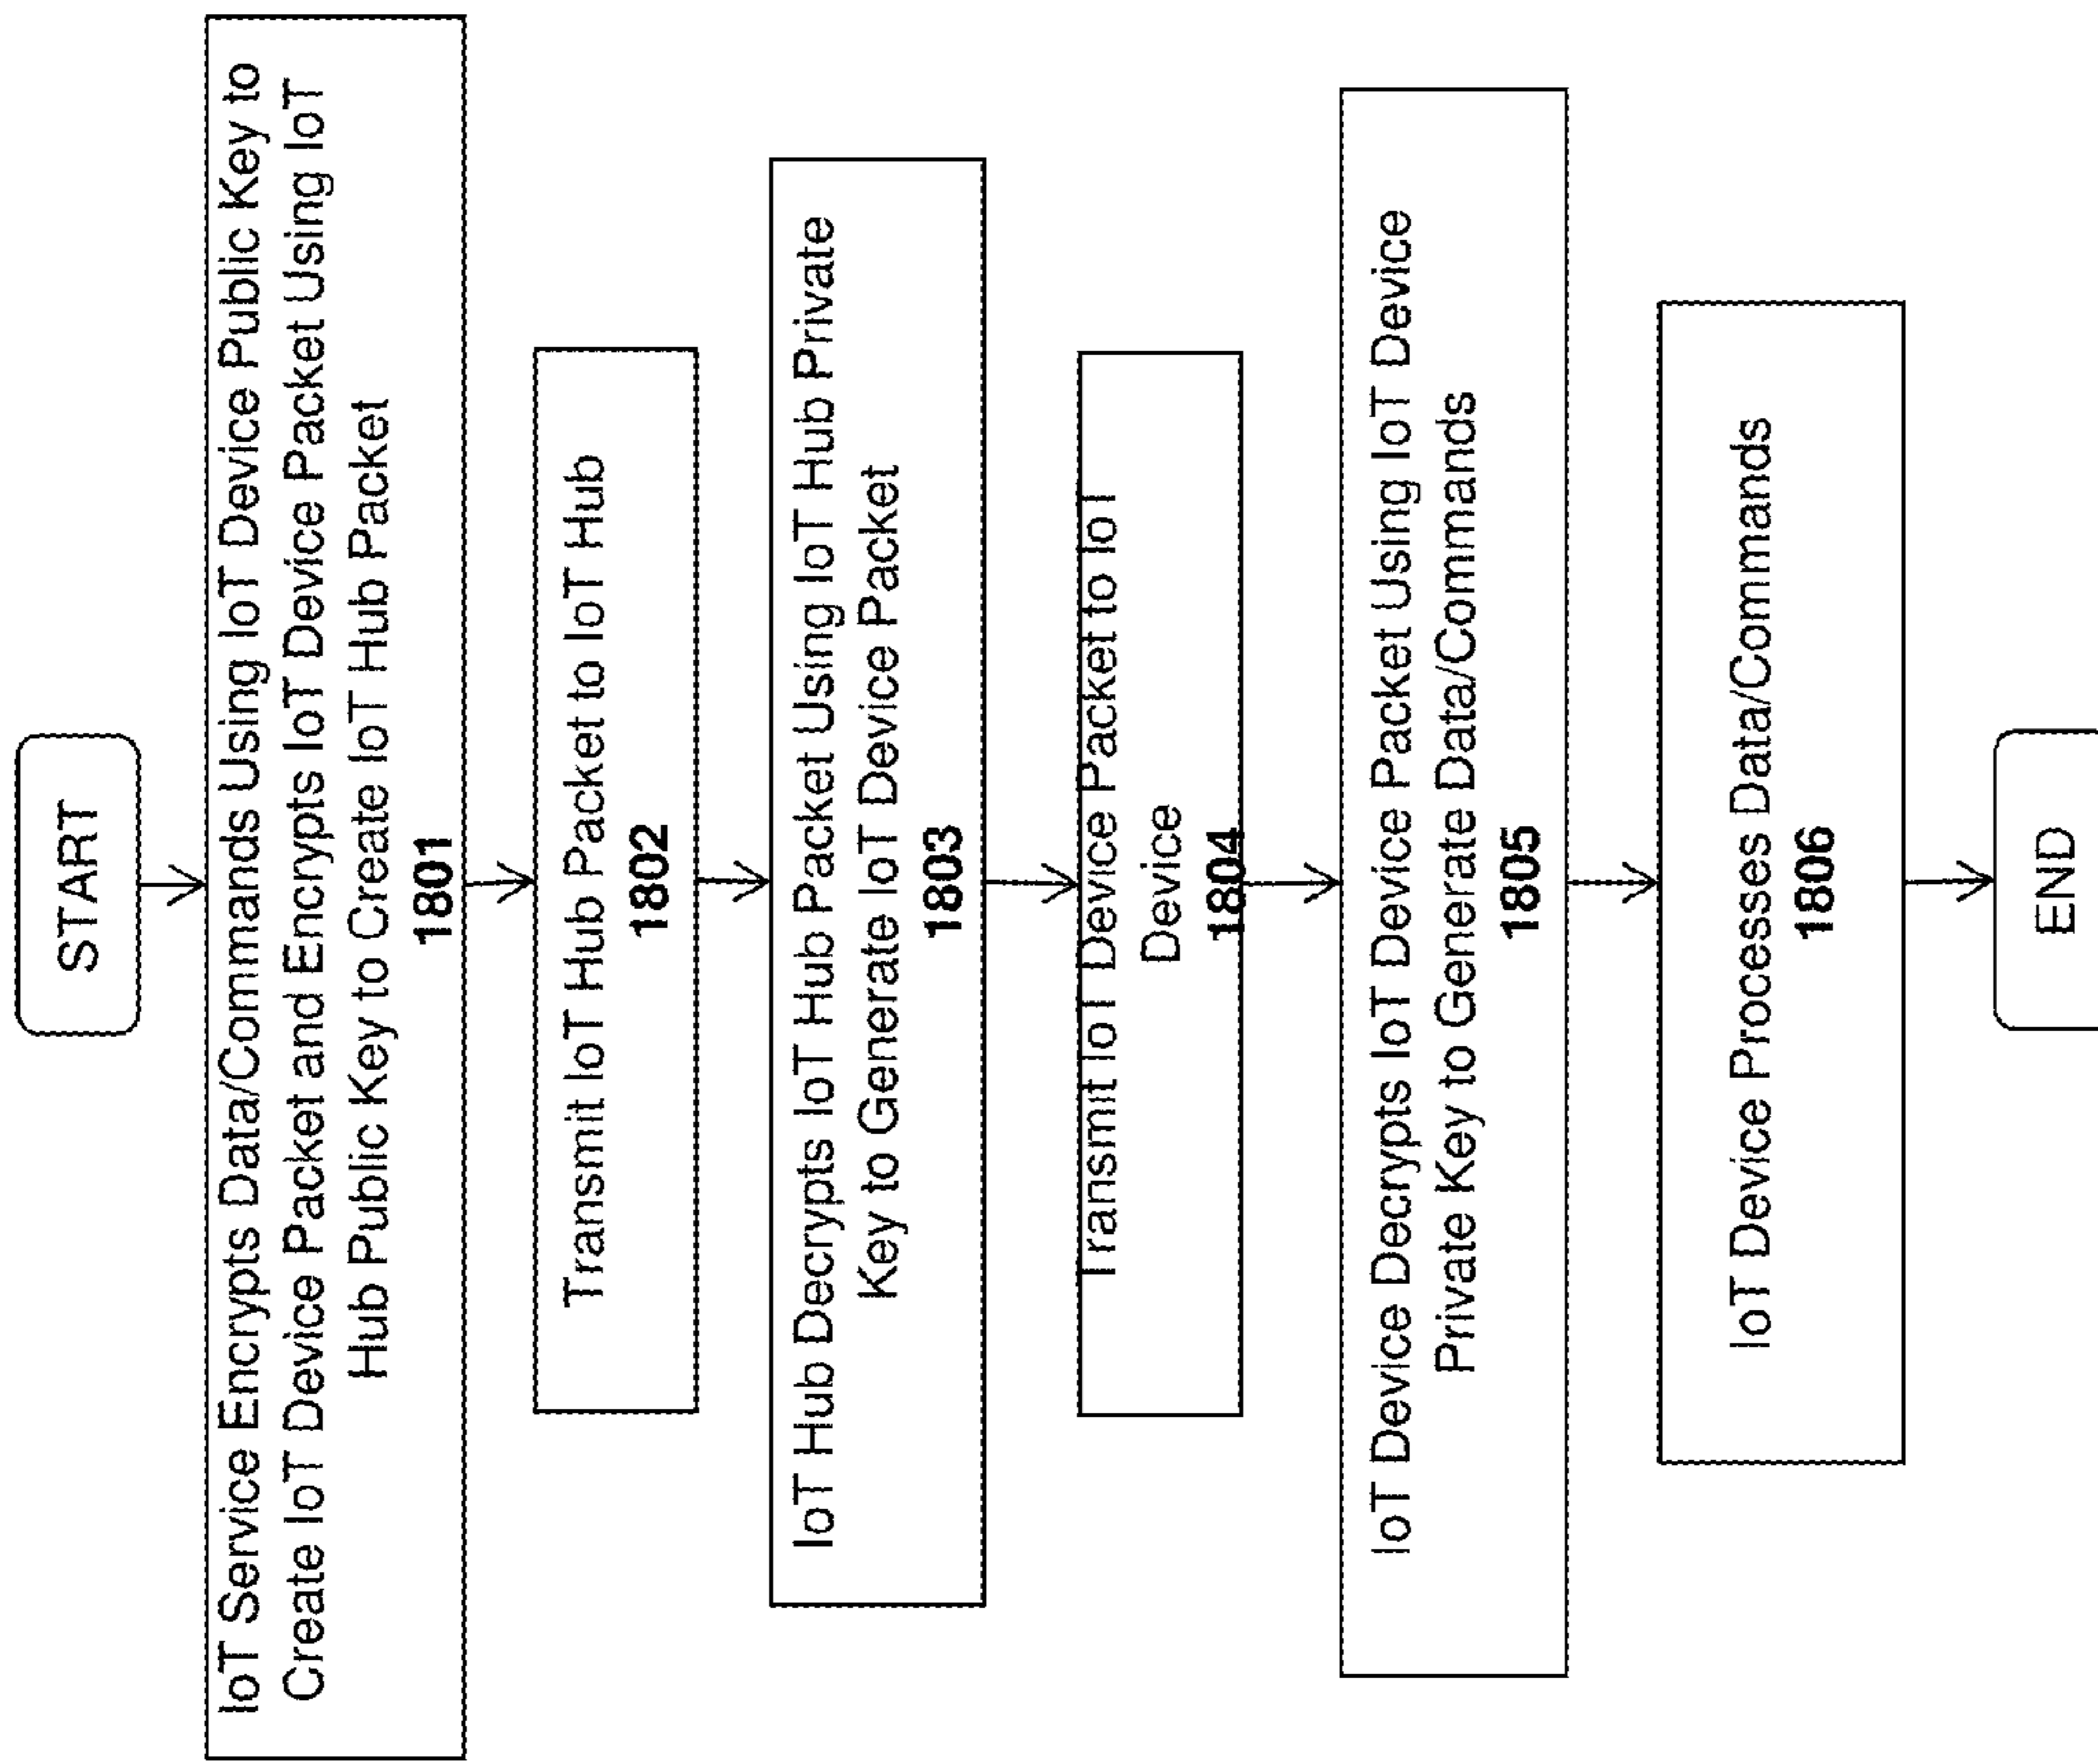 START
IoT Service Encrypts Data/Commands Using IoT Device Public Key to
Create IoT Device Packet and Encrypts IoT Device Packet Using IoT
Hub Public Key to Create IoT Hub Packet
1801
Transmit IoT Hub Packet to IoT Hub
1802
IoT Hub Decrypts IoT Hub Packet Using IoT Hub Private
Key to Generate IoT Device Packet
1803
Transmit IoT Device Packet to IoT
Device
1804
IoT Device Decrypts IoT Device Packet Using IoT Device
Private Key to Generate Data/Commands
1805
IoT Device Processes Data/Commands
1806
END